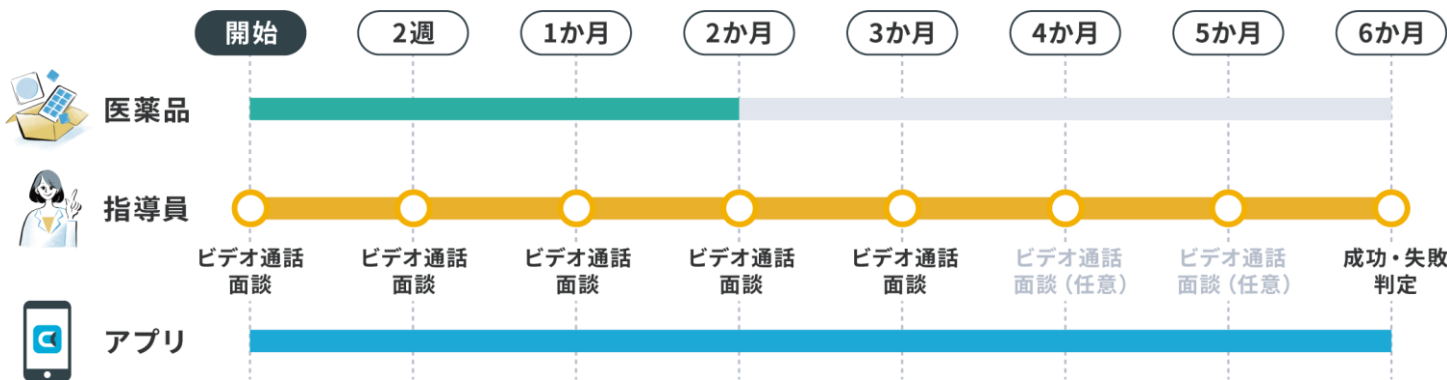 開始 2週 1か月 2か月 3か月 4か月 5か月 6か月
医薬品
指導員
ビデオ通話 ビデオ通話 ビデオ通話 ビデオ通話 ビデオ通話 ビデオ通話 ビデオ通話 成功・失敗
面談 面談 面談 面談 面談 面談（任意） 面談（任意） 判定
アプリ